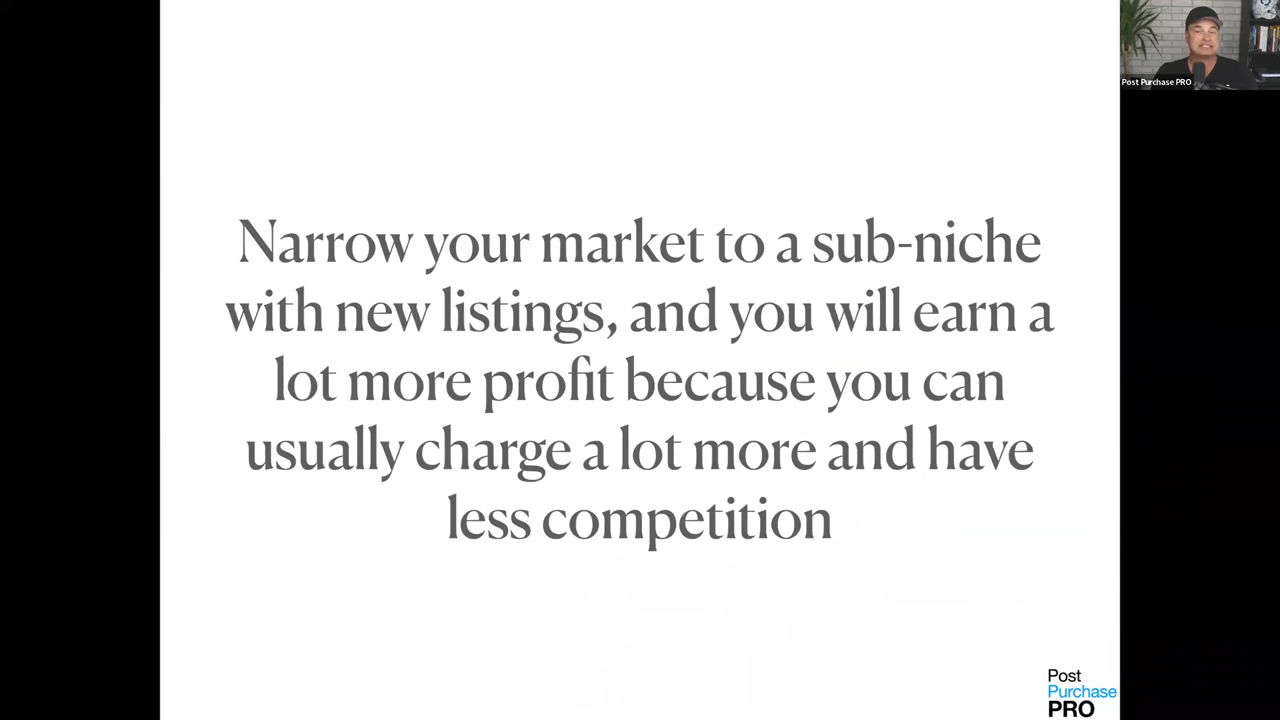 Post Purchase PRO
Narrow your market to a sub-niche
with new listings, and you will earn a
lot more profit because you can
usually charge a lot more and have
less competition
Post
Purchase
PRO